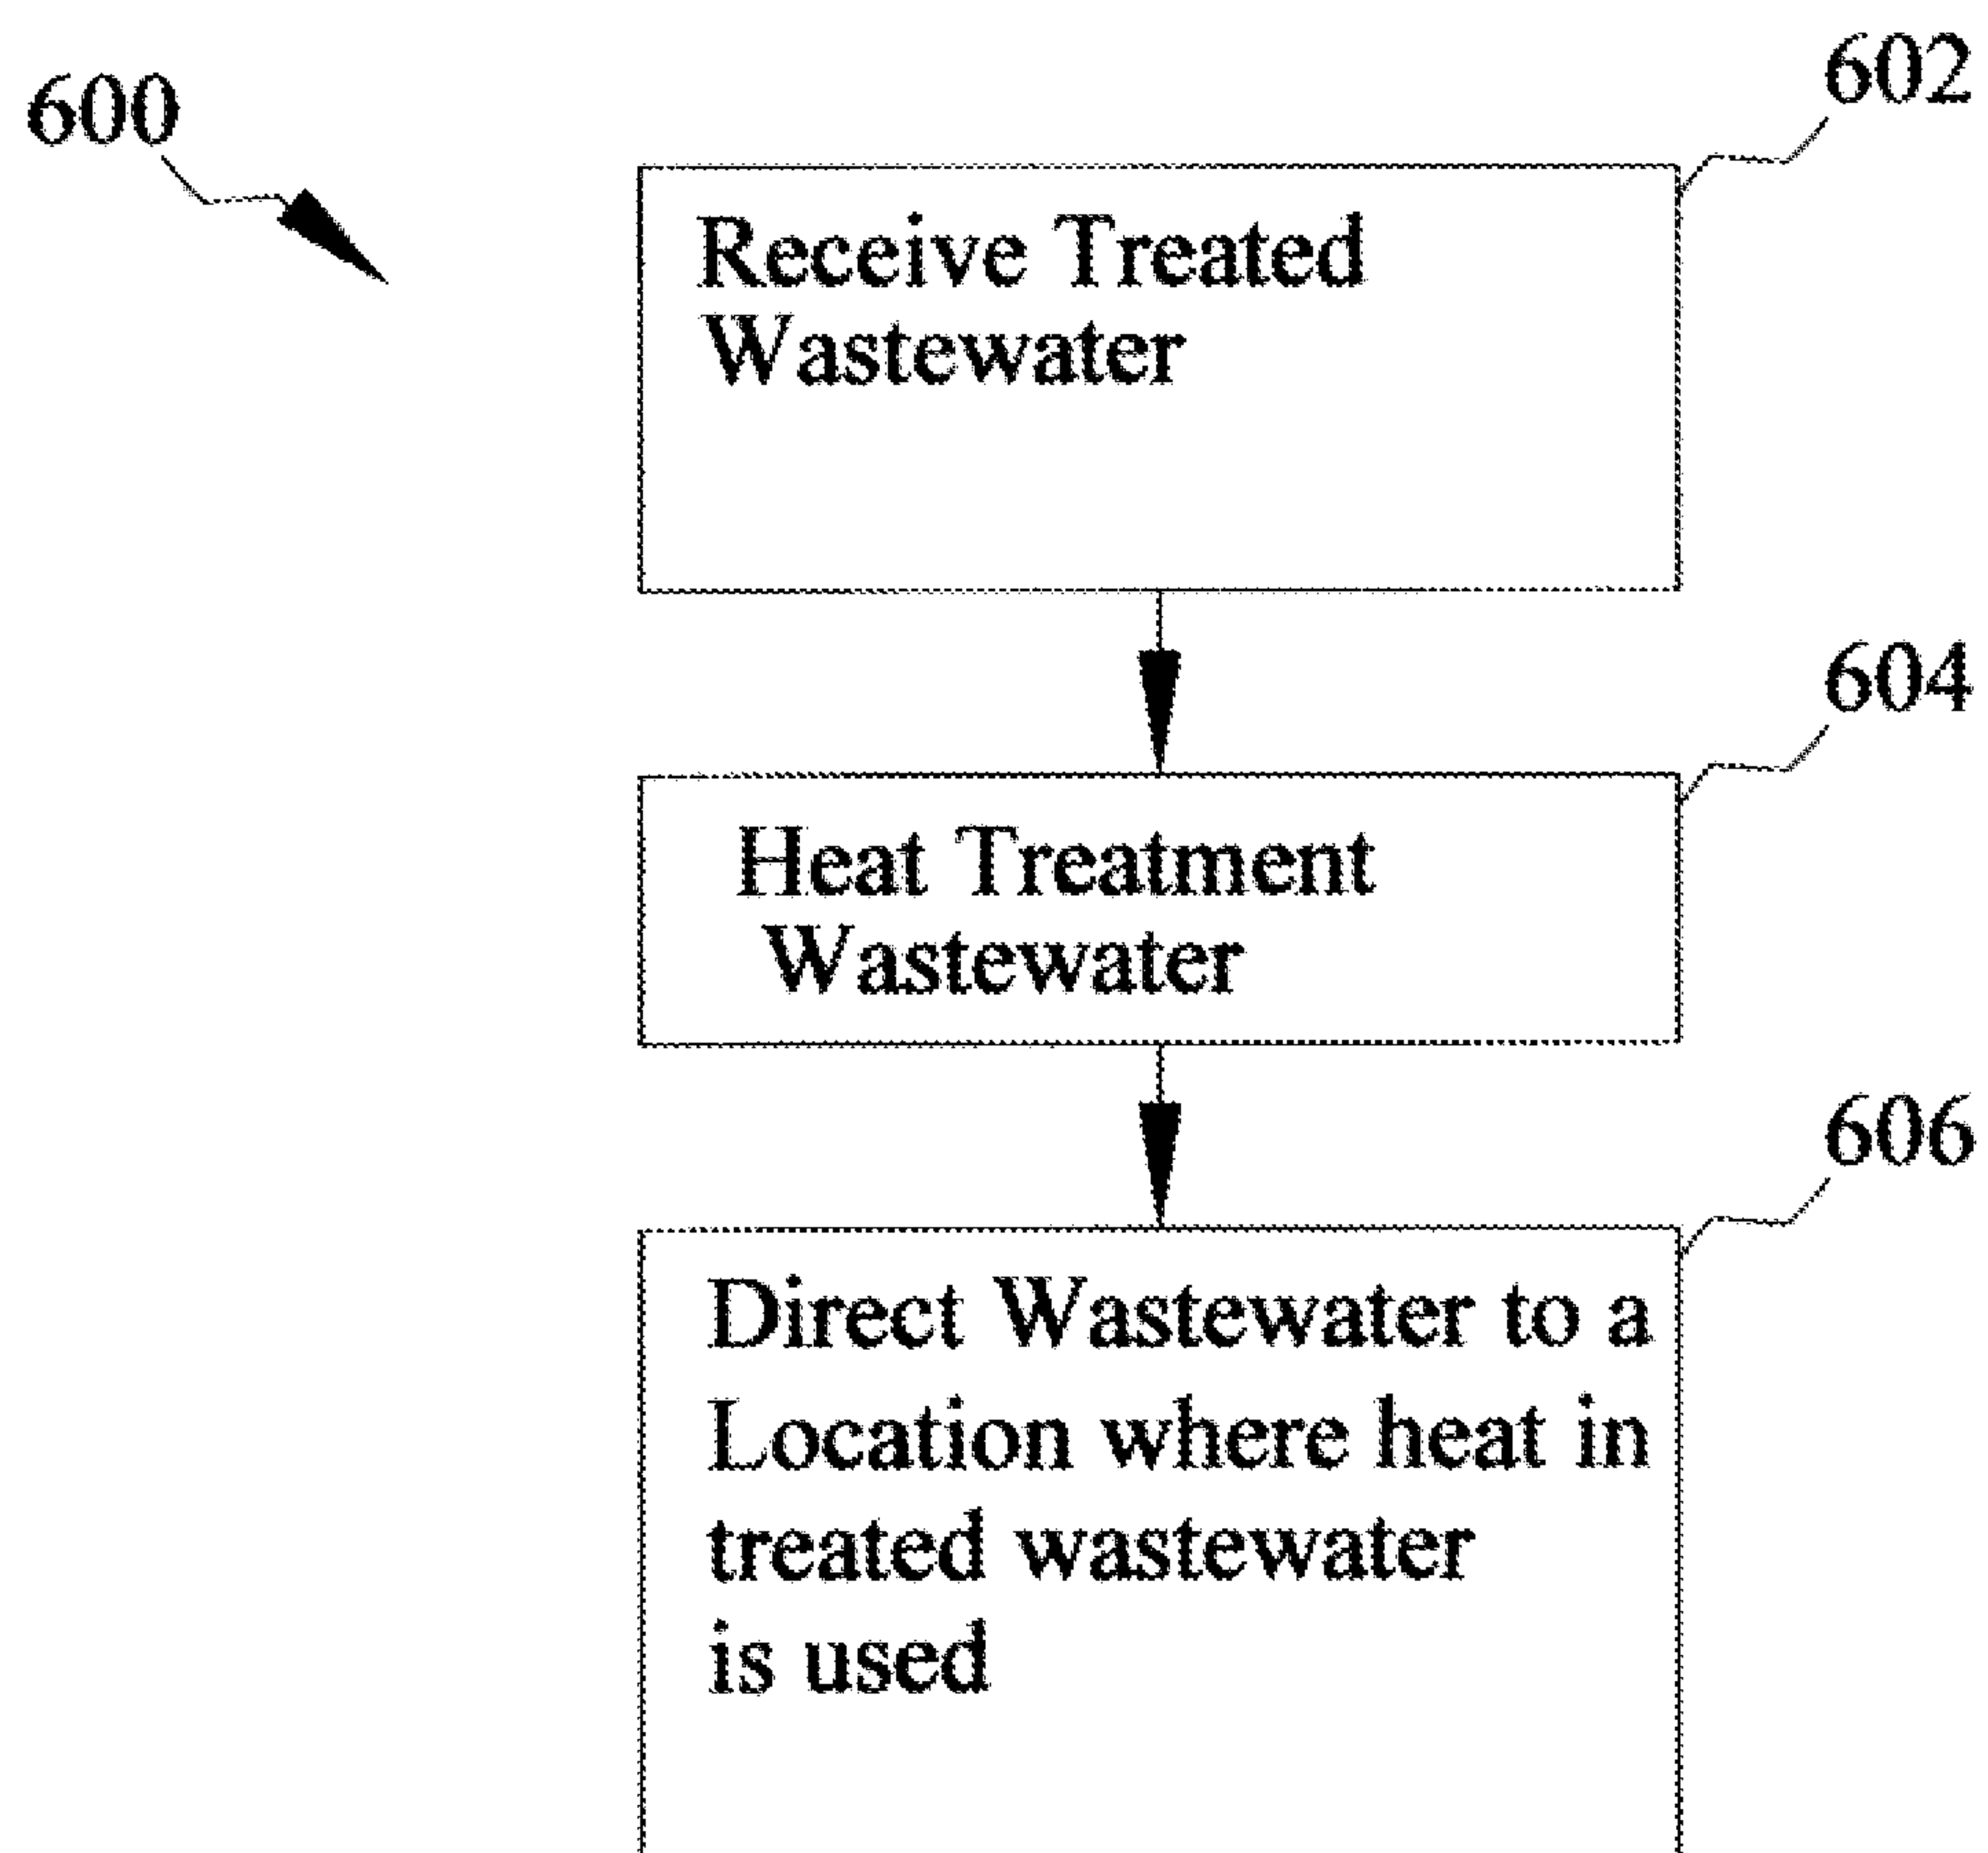 600
602
Receive Treated
Wastewater
604
Heat Treatment
Wastewater
606
Direct Wastewater to a
Location where heat in
treated wastewater
is used